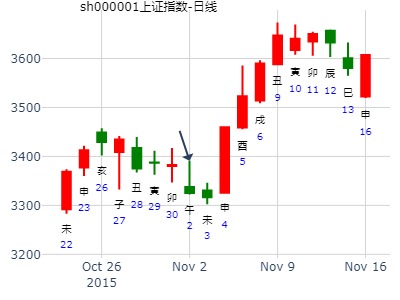 sh000001上证指数-日线
3600
3500
3400
3300
3200
未
22
申
23
亥
26
子
27
丑
28
寅
29
卯
30
午
2
未
3
申
4
酉
5
戌
6
丑
9
寅
10
卯
11
辰
12
巳
13
申
16
Oct 26
2015
Nov 2
Nov 9
Nov 16